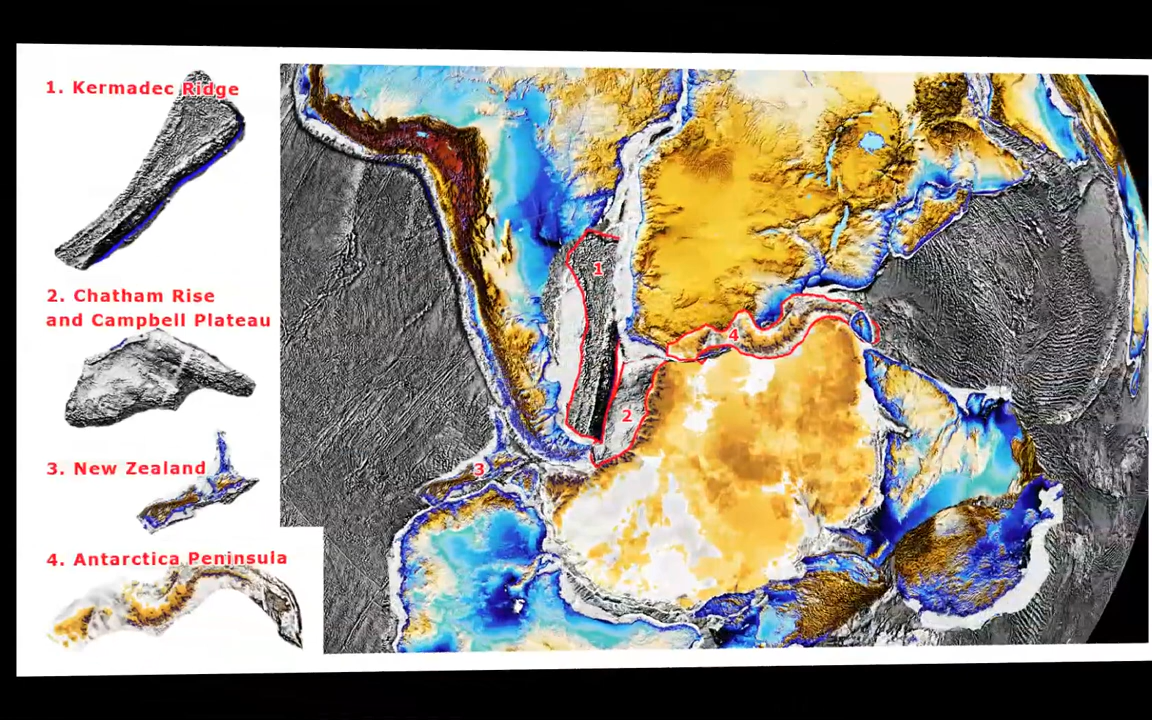 1. Kermadec Ridge
2. Chatham Rise
and Campbell Plateau
3. New Zealand
4. Antarctica Peninsula
1
4
2
3